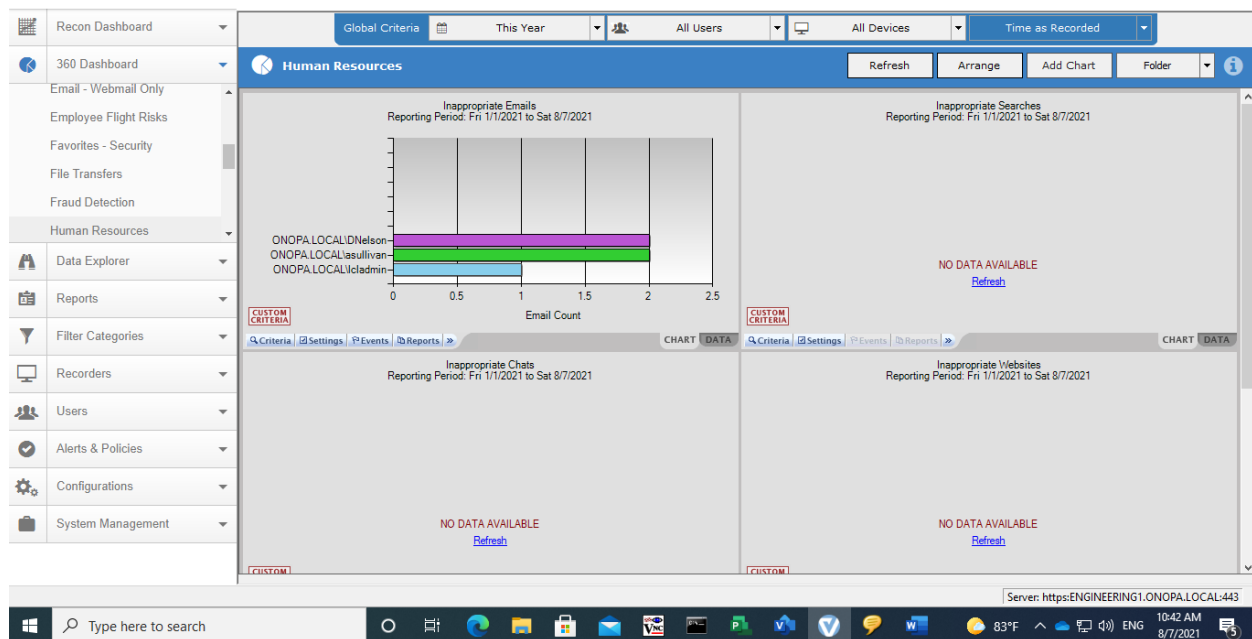 Recon Dashboard
360 Dashboard
Email - Webmail Only
Employee Flight Risks
Favorites - Security
File Transfers
Fraud Detection
Human Resources
Data Explorer
Reports
Filter Categories
Recorders
Users
Alerts & Policies
Configurations
System Management
Global Criteria This Year All Users All Devices Time as Recorded
Human Resources Refresh Arrange Add Chart Folder
Inappropriate Emails
Reporting Period: Fri 1/1/2021 to Sat 8/7/2021
ONOPA.LOCAL\DNelson
ONOPA.LOCAL\asullivan
ONOPA.LOCAL\lcladmin
0 0.5 1 1.5 2 2.5
Email Count
CUSTOM
CRITERIA
Criteria Settings Events Reports » CHART DATA
Inappropriate Searches
Reporting Period: Fri 1/1/2021 to Sat 8/7/2021
NO DATA AVAILABLE
Refresh
CUSTOM
CRITERIA
Criteria Settings Events Reports » CHART DATA
Inappropriate Chats
Reporting Period: Fri 1/1/2021 to Sat 8/7/2021
NO DATA AVAILABLE
Refresh
CUSTOM
Inappropriate Websites
Reporting Period: Fri 1/1/2021 to Sat 8/7/2021
NO DATA AVAILABLE
Refresh
CUSTOM
Server: https:ENGINEERING1.ONOPA.LOCAL:443
Type here to search
83°F ENG
10:42 AM
8/7/2021
5